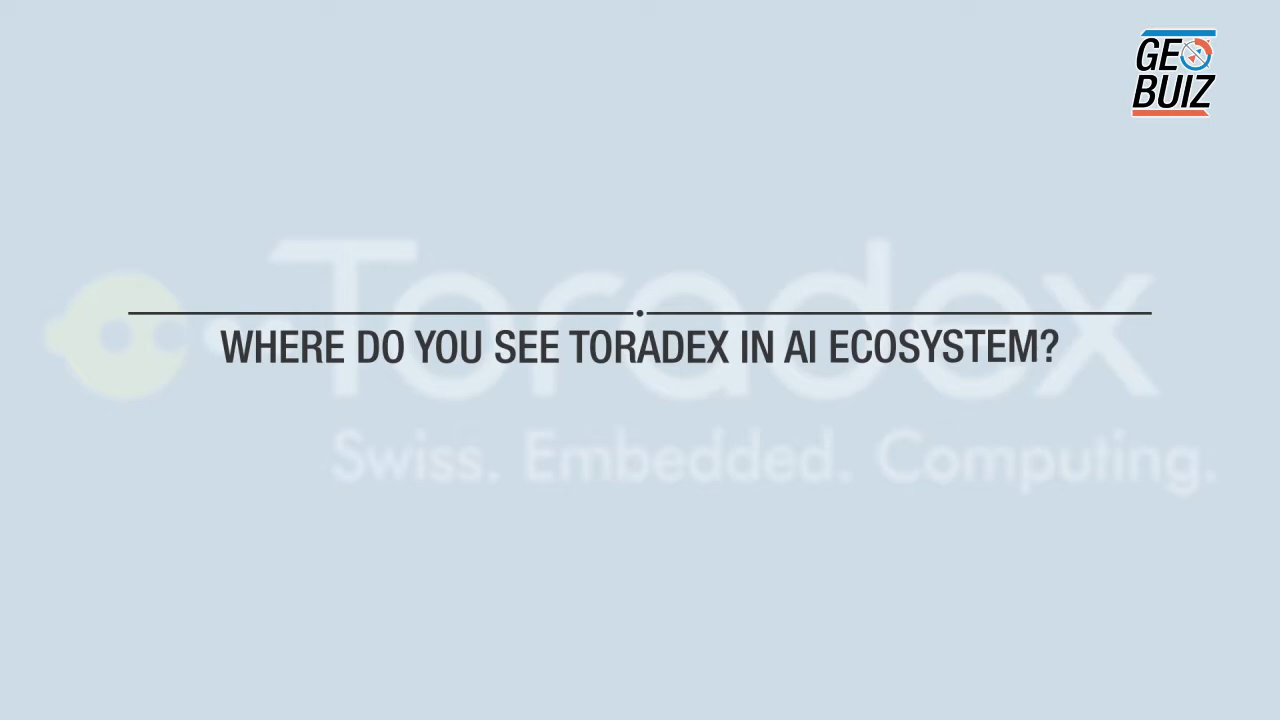 GEO
BUIZ
Toradex
WHERE DO YOU SEE TORADEX IN AI ECOSYSTEM?
Swiss. Embedded. Computing.